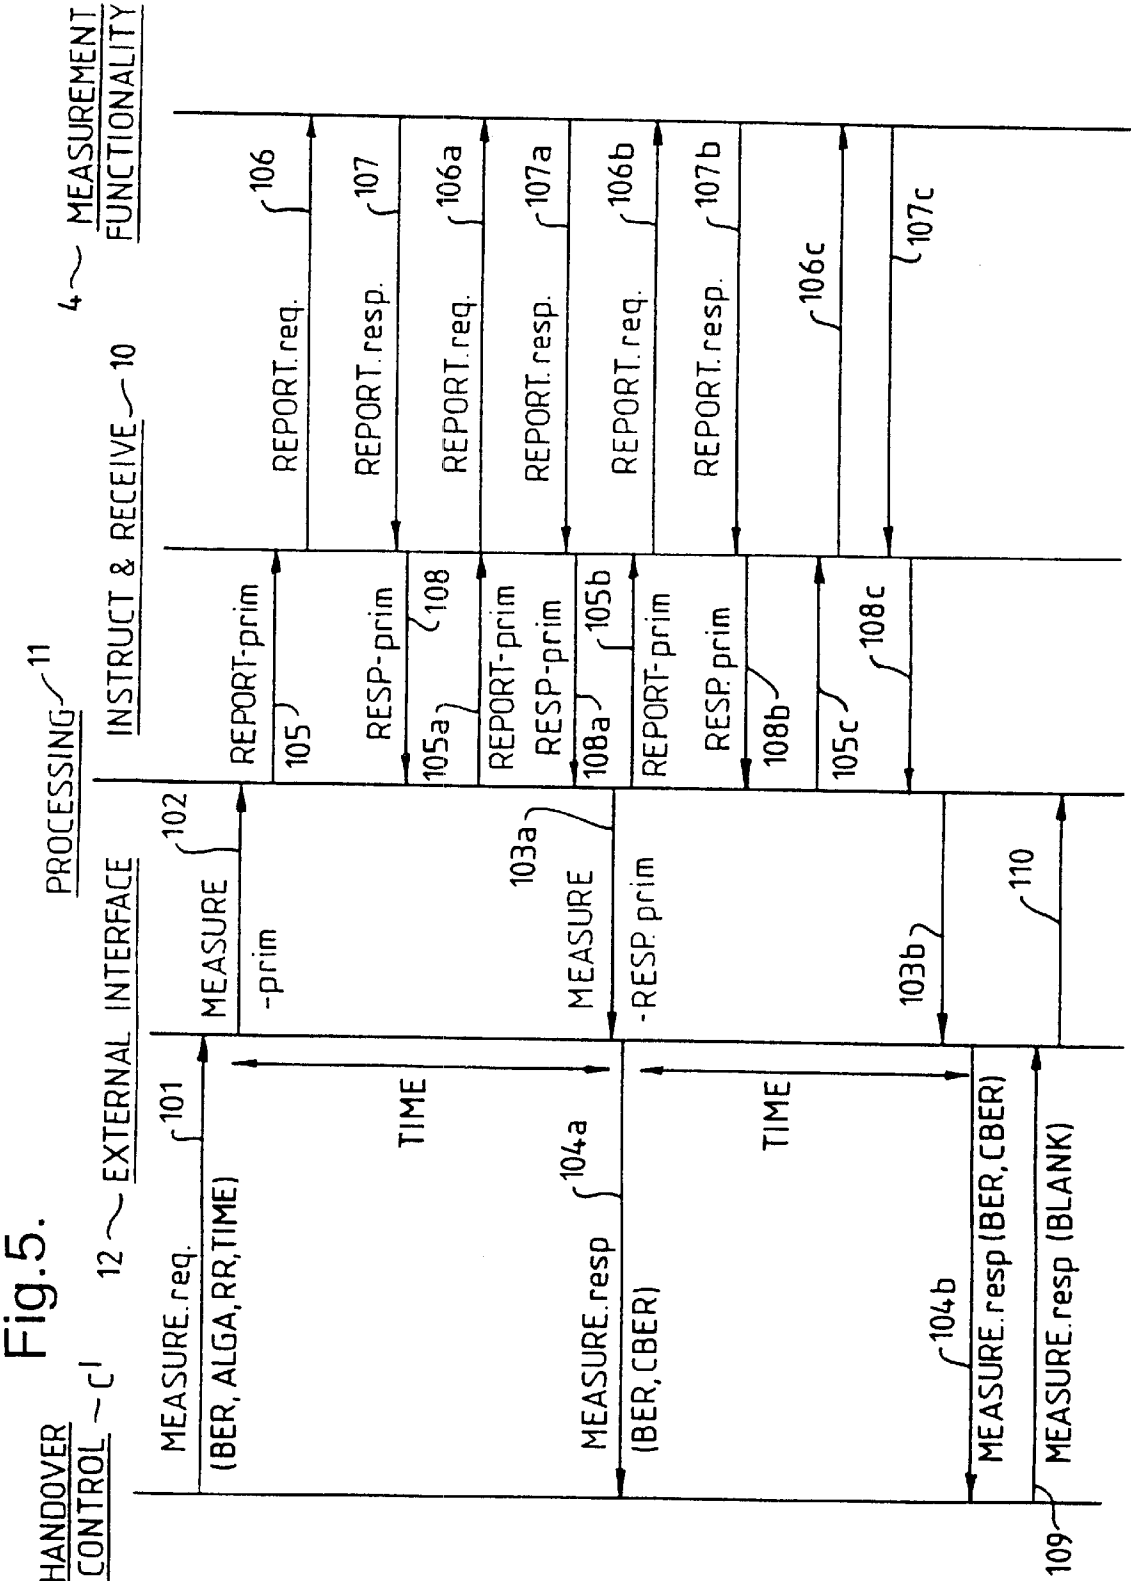 Fig.5.
HANDOVER
CONTROL
C'
12
EXTERNAL INTERFACE
PROCESSING
11
INSTRUCT & RECEIVE
10
4
MEASUREMENT
FUNCTIONALITY
MEASURE.req.
101
(BER, ALGA, RR, TIME)
MEASURE
102
-prim
REPORT-prim
105
REPORT.req.
106
REPORT.resp.
107
RESP-prim
108
TIME
105a
REPORT-prim
REPORT.req.
106a
REPORT.resp.
107a
RESP-prim
108a
MEASURE
103a
-RESP.prim
MEASURE.resp
104a
(BER, CBER)
105b
REPORT-prim
REPORT.req.
106b
REPORT.resp.
107b
RESP.prim
108b
TIME
105c
106c
107c
108c
103b
104b
MEASURE.resp (BER, CBER)
109
MEASURE.resp (BLANK)
110